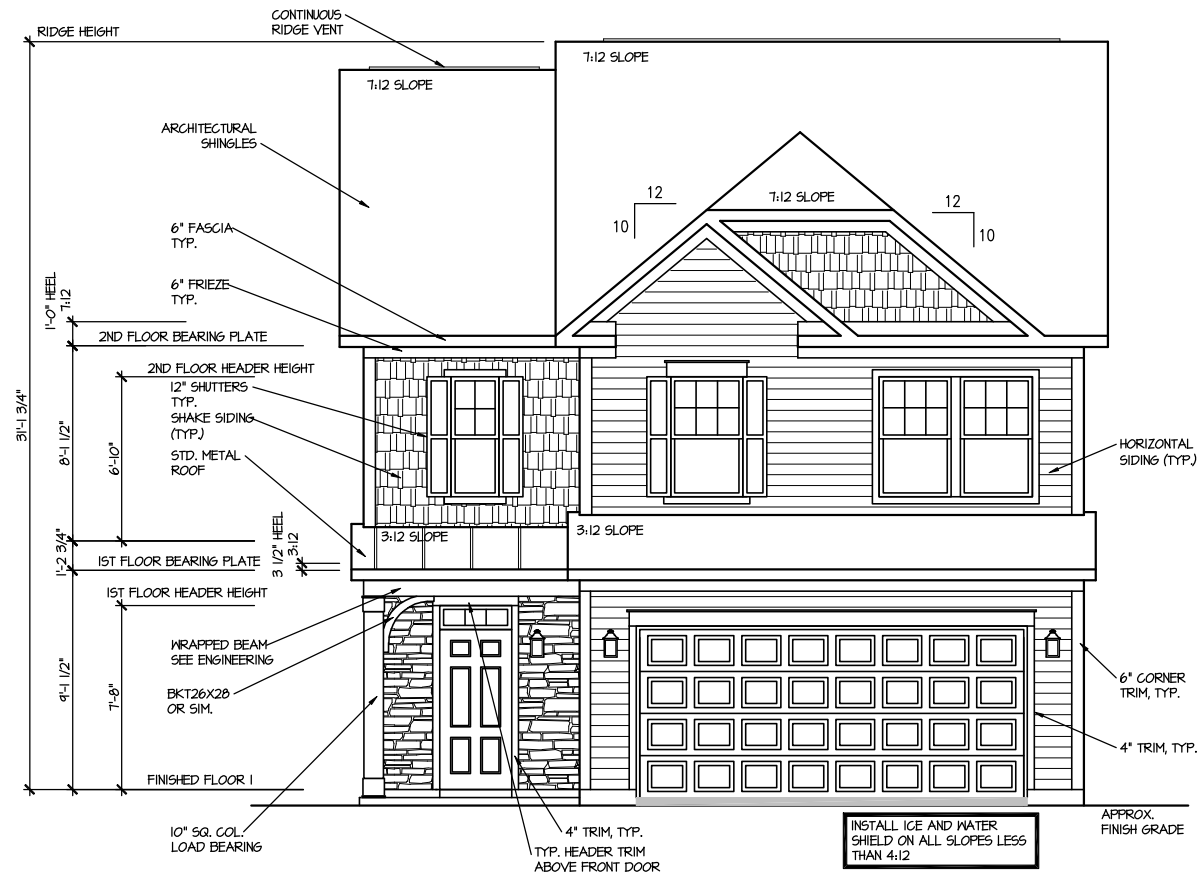 CONTINUOUS
RIDGE VENT
RIDGE HEIGHT
7:12 SLOPE
7:12 SLOPE
ARCHITECTURAL
SHINGLES
12
10
7:12 SLOPE
12
10
6" FASCIA
TYP.
6" FRIEZE
TYP.
1'-0" HEEL
7:12
2ND FLOOR BEARING PLATE
2ND FLOOR HEADER HEIGHT
12" SHUTTERS
TYP.
SHAKE SIDING
(TYP.)
STD. METAL
ROOF
31'-1 3/4"
8'-1 1/2"
6'-10"
HORIZONTAL
SIDING (TYP.)
3:12 SLOPE
3:12 SLOPE
1'-2 3/4"
3 1/2" HEEL
3:12
1ST FLOOR BEARING PLATE
1ST FLOOR HEADER HEIGHT
WRAPPED BEAM
SEE ENGINEERING
BKT26X28
OR SIM.
9'-1 1/2"
7'-8"
6" CORNER
TRIM, TYP.
4" TRIM, TYP.
FINISHED FLOOR 1
10" SQ. COL.
LOAD BEARING
4" TRIM, TYP.
TYP. HEADER TRIM
ABOVE FRONT DOOR
INSTALL ICE AND WATER
SHIELD ON ALL SLOPES LESS
THAN 4:12
APPROX.
FINISH GRADE